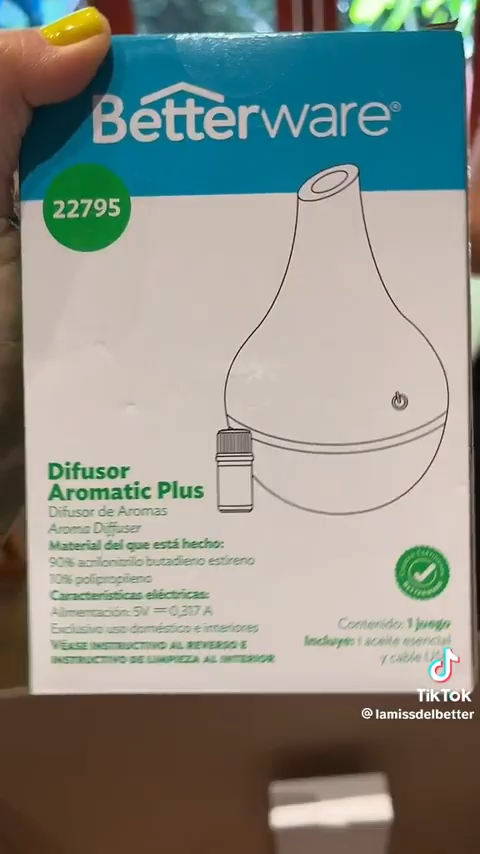 Betterware®
22795
Difusor
Aromatic Plus
Difusor de Aromas
Aroma Diffuser
Material del que está hecho:
90% acrilonitrilo butadieno estireno
10% polipropileno
Características eléctricas:
Alimentación: 5V ⎓ 0,317 A
Exclusivo uso doméstico e interiores
VÉASE INSTRUCTIVO AL REVERSO E
INSTRUCTIVO DE LIMPIEZA AL INTERIOR
Contenido: 1 juego
Incluye: 1 aceite esencial
y cable
TikTok
@lamissdelbetter